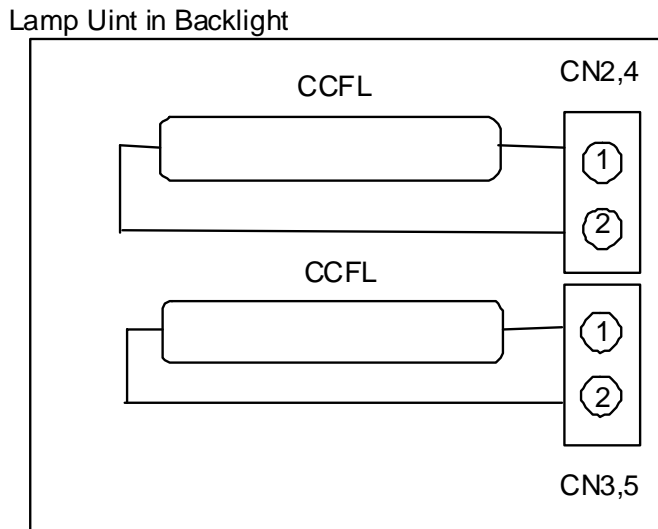 Lamp Uint in Backlight
CN2,4
CCFL
1
2
CCFL
1
2
CN3,5